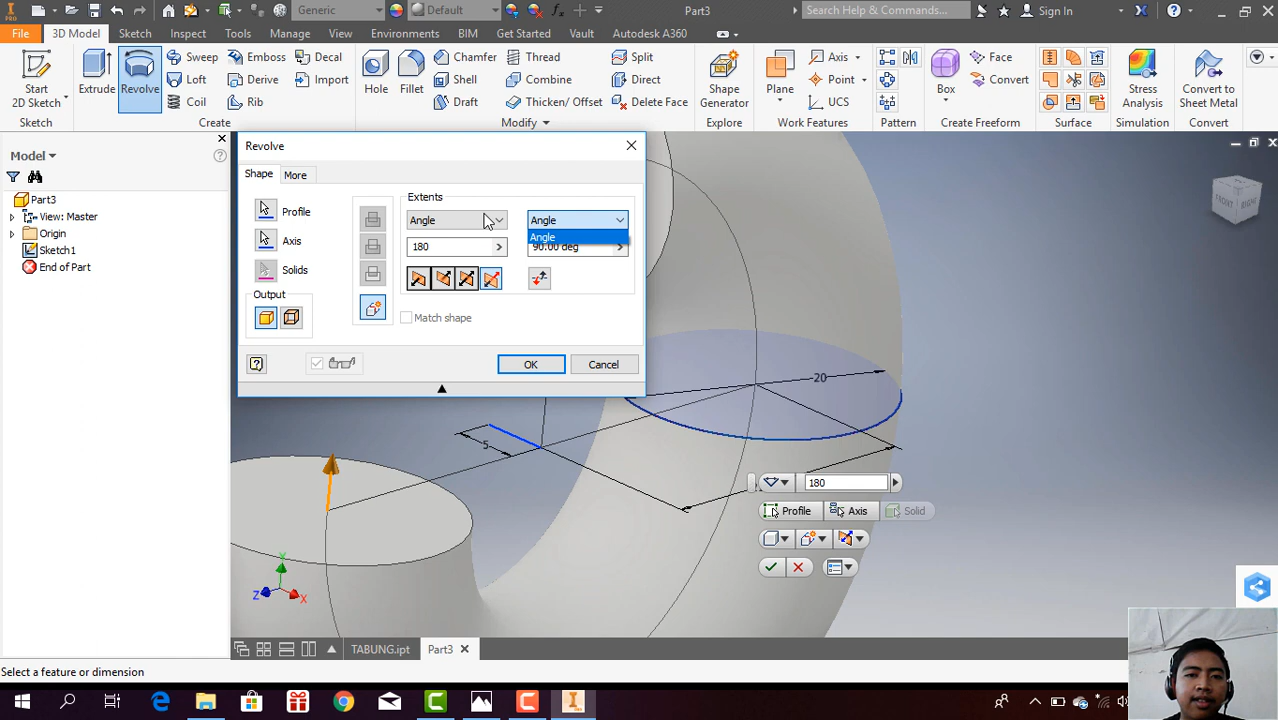 PRO
Generic
Default
Part3
Search Help & Commands...
Sign In
File
3D Model
Sketch
Inspect
Tools
Manage
View
Environments
BIM
Get Started
Vault
Autodesk A360
Start
2D Sketch
Extrude
Revolve
Sweep
Loft
Coil
Emboss
Derive
Rib
Decal
Import
Hole
Fillet
Chamfer
Shell
Draft
Thread
Combine
Thicken/ Offset
Split
Direct
Delete Face
Shape
Generator
Plane
Axis
Point
UCS
Box
Face
Convert
Stress
Analysis
Convert to
Sheet Metal
Sketch
Create
Modify
Explore
Work Features
Pattern
Create Freeform
Surface
Simulation
Convert
Model
Part3
View: Master
Origin
Sketch1
End of Part
Revolve
Shape
More
Profile
Axis
Solids
Output
Extents
Angle
Angle
Angle
180
90.00 deg
Match shape
OK
Cancel
20
5
180
Profile
Axis
Solid
Y
Z
X
TABUNG.ipt
Part3
Select a feature or dimension